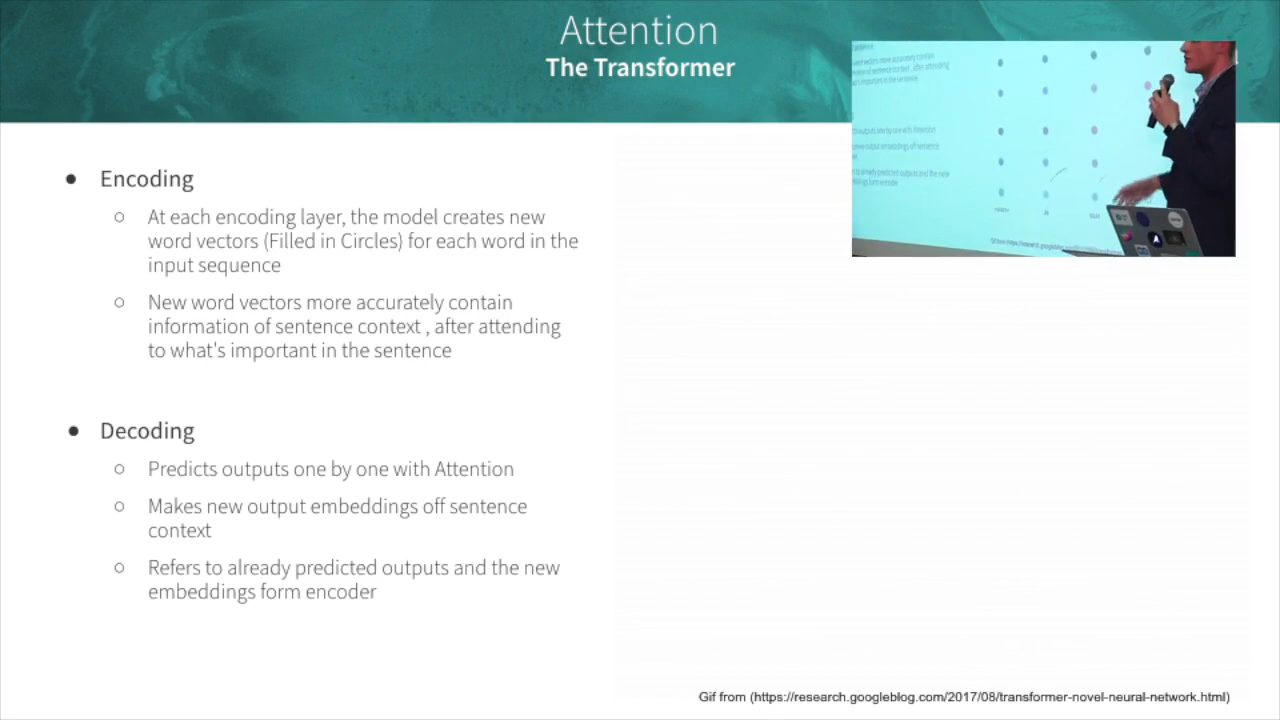 Attention
The Transformer
● Encoding
○ At each encoding layer, the model creates new
word vectors (Filled in Circles) for each word in the
input sequence
○ New word vectors more accurately contain
information of sentence context , after attending
to what's important in the sentence
● Decoding
○ Predicts outputs one by one with Attention
○ Makes new output embeddings off sentence
context
○ Refers to already predicted outputs and the new
embeddings form encoder
Gif from (https://research.googleblog.com/2017/08/transformer-novel-neural-network.html)